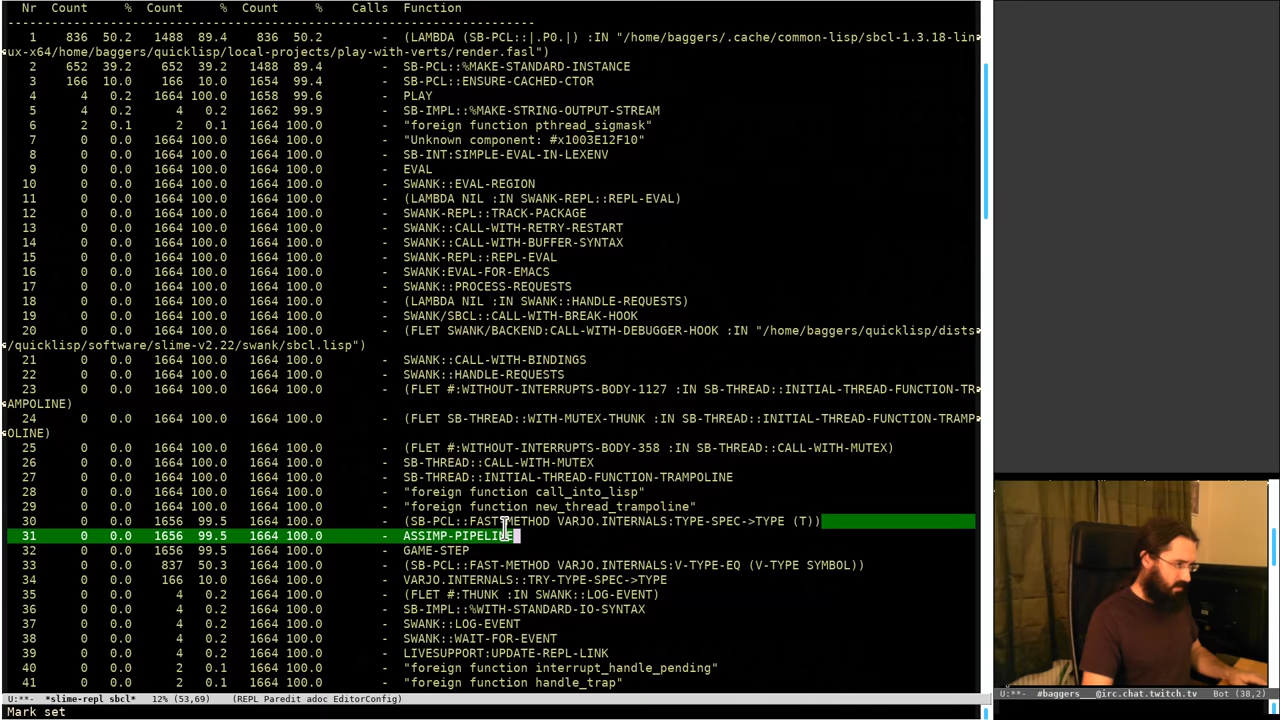 Nr  Count     %  Count     %  Count     %     Calls  Function
------------------------------------------------------------------------
1    836  50.2   1488  89.4    836  50.2        -  (LAMBDA (SB-PCL::|.P0.|) :IN "/home/baggers/.cache/common-lisp/sbcl-1.3.18-lin
ux-x64/home/baggers/quicklisp/local-projects/play-with-verts/render.fasl")
2    652  39.2    652  39.2   1488  89.4        -  SB-PCL::%MAKE-STANDARD-INSTANCE
3    166  10.0    166  10.0   1654  99.4        -  SB-PCL::ENSURE-CACHED-CTOR
4      4   0.2   1664 100.0   1658  99.6        -  PLAY
5      4   0.2      4   0.2   1662  99.9        -  SB-IMPL::%MAKE-STRING-OUTPUT-STREAM
6      2   0.1      2   0.1   1664 100.0        -  "foreign function pthread_sigmask"
7      0   0.0   1664 100.0   1664 100.0        -  "Unknown component: #x1003E12F10"
8      0   0.0   1664 100.0   1664 100.0        -  SB-INT:SIMPLE-EVAL-IN-LEXENV
9      0   0.0   1664 100.0   1664 100.0        -  EVAL
10      0   0.0   1664 100.0   1664 100.0        -  SWANK::EVAL-REGION
11      0   0.0   1664 100.0   1664 100.0        -  (LAMBDA NIL :IN SWANK-REPL::REPL-EVAL)
12      0   0.0   1664 100.0   1664 100.0        -  SWANK-REPL::TRACK-PACKAGE
13      0   0.0   1664 100.0   1664 100.0        -  SWANK::CALL-WITH-RETRY-RESTART
14      0   0.0   1664 100.0   1664 100.0        -  SWANK::CALL-WITH-BUFFER-SYNTAX
15      0   0.0   1664 100.0   1664 100.0        -  SWANK-REPL::REPL-EVAL
16      0   0.0   1664 100.0   1664 100.0        -  SWANK:EVAL-FOR-EMACS
17      0   0.0   1664 100.0   1664 100.0        -  SWANK::PROCESS-REQUESTS
18      0   0.0   1664 100.0   1664 100.0        -  (LAMBDA NIL :IN SWANK::HANDLE-REQUESTS)
19      0   0.0   1664 100.0   1664 100.0        -  SWANK/SBCL::CALL-WITH-BREAK-HOOK
20      0   0.0   1664 100.0   1664 100.0        -  (FLET SWANK/BACKEND:CALL-WITH-DEBUGGER-HOOK :IN "/home/baggers/quicklisp/dists
/quicklisp/software/slime-v2.22/swank/sbcl.lisp")
21      0   0.0   1664 100.0   1664 100.0        -  SWANK::CALL-WITH-BINDINGS
22      0   0.0   1664 100.0   1664 100.0        -  SWANK::HANDLE-REQUESTS
23      0   0.0   1664 100.0   1664 100.0        -  (FLET #:WITHOUT-INTERRUPTS-BODY-1127 :IN SB-THREAD::INITIAL-THREAD-FUNCTION-TR
AMPOLINE)
24      0   0.0   1664 100.0   1664 100.0        -  (FLET SB-THREAD::WITH-MUTEX-THUNK :IN SB-THREAD::INITIAL-THREAD-FUNCTION-TRAMP
OLINE)
25      0   0.0   1664 100.0   1664 100.0        -  (FLET #:WITHOUT-INTERRUPTS-BODY-358 :IN SB-THREAD::CALL-WITH-MUTEX)
26      0   0.0   1664 100.0   1664 100.0        -  SB-THREAD::CALL-WITH-MUTEX
27      0   0.0   1664 100.0   1664 100.0        -  SB-THREAD::INITIAL-THREAD-FUNCTION-TRAMPOLINE
28      0   0.0   1664 100.0   1664 100.0        -  "foreign function call_into_lisp"
29      0   0.0   1664 100.0   1664 100.0        -  "foreign function new_thread_trampoline"
30      0   0.0   1656  99.5   1664 100.0        -  (SB-PCL::FAST-METHOD VARJO.INTERNALS:TYPE-SPEC->TYPE (T))
31      0   0.0   1656  99.5   1664 100.0        -  ASSIMP-PIPELINE
32      0   0.0   1656  99.5   1664 100.0        -  GAME-STEP
33      0   0.0    837  50.3   1664 100.0        -  (SB-PCL::FAST-METHOD VARJO.INTERNALS:V-TYPE-EQ (V-TYPE SYMBOL))
34      0   0.0    166  10.0   1664 100.0        -  VARJO.INTERNALS::TRY-TYPE-SPEC->TYPE
35      0   0.0      4   0.2   1664 100.0        -  (FLET #:THUNK :IN SWANK::LOG-EVENT)
36      0   0.0      4   0.2   1664 100.0        -  SB-IMPL::%WITH-STANDARD-IO-SYNTAX
37      0   0.0      4   0.2   1664 100.0        -  SWANK::LOG-EVENT
38      0   0.0      4   0.2   1664 100.0        -  SWANK::WAIT-FOR-EVENT
39      0   0.0      4   0.2   1664 100.0        -  LIVESUPPORT:UPDATE-REPL-LINK
40      0   0.0      2   0.1   1664 100.0        -  "foreign function interrupt_handle_pending"
41      0   0.0      2   0.1   1664 100.0        -  "foreign function handle_trap"
U:**-  *slime-repl sbcl*   12% (53,69)     (REPL Paredit adoc EditorConfig)
U:**-  #baggers___@irc.chat.twitch.tv   Bot (38,2)
Mark set